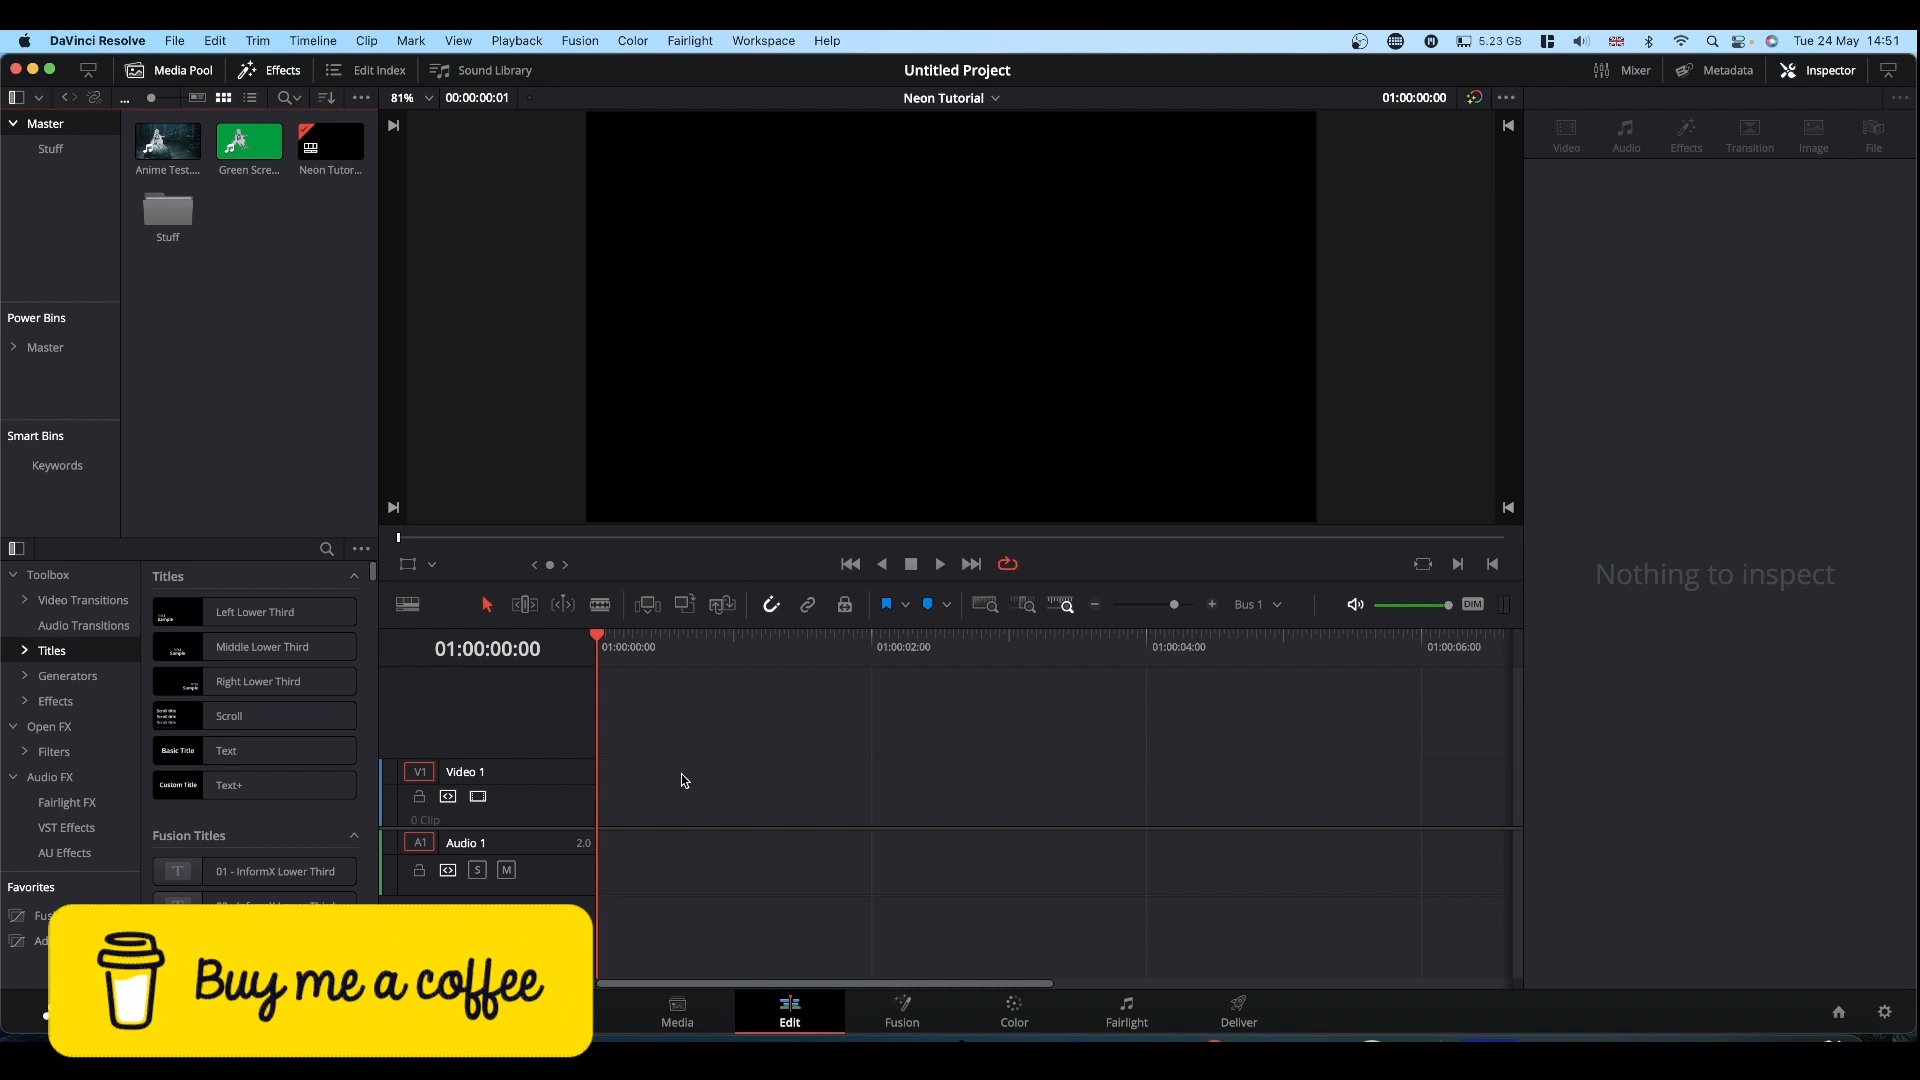 DaVinci Resolve File Edit Trim Timeline Clip Mark View Playback Fusion Color Fairlight Workspace Help 5.23 GB Tue 24 May 14:51
Media Pool Effects Edit Index Sound Library Untitled Project Mixer Metadata Inspector
81% 00:00:00:01 Neon Tutorial 01:00:00:00
Master
Stuff
Anime Test.... Green Scre... Neon Tutor...
Stuff
Video Audio Effects Transition Image File
Power Bins
Master
Smart Bins
Keywords
Nothing to inspect
Toolbox
Video Transitions
Audio Transitions
Titles
Generators
Effects
Open FX
Filters
Audio FX
Fairlight FX
VST Effects
AU Effects
Favorites
Titles
Left Lower Third
Middle Lower Third
Right Lower Third
Scroll
Basic Title Text
Custom Title Text+
Fusion Titles
T 01 - InformX Lower Third
Bus 1 DIM
01:00:00:00 01:00:00:00 01:00:02:00 01:00:04:00 01:00:06:00
V1 Video 1
0 Clip
A1 Audio 1 2.0
S M
Buy me a coffee
Media Edit Fusion Color Fairlight Deliver